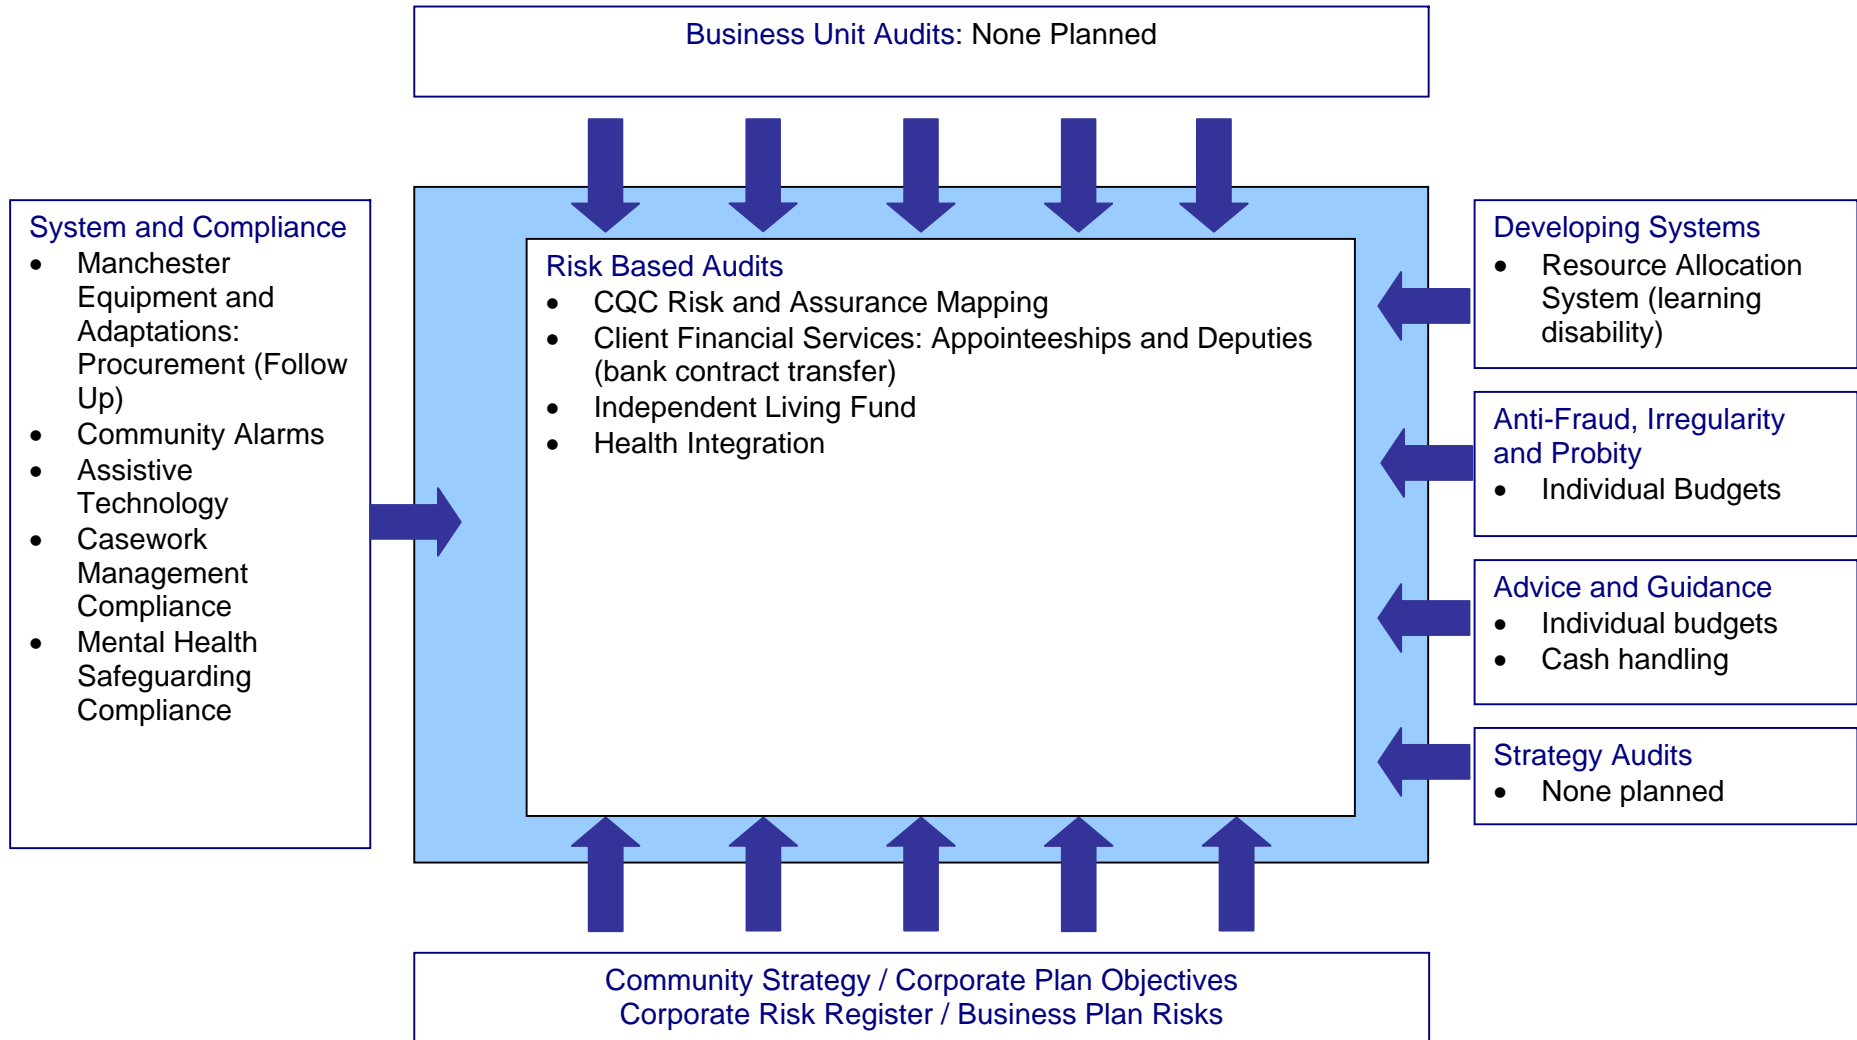 Business Unit Audits: None Planned
System and Compliance
• Manchester
Equipment and
Adaptations:
Procurement (Follow
Up)
• Community Alarms
• Assistive
Technology
• Casework
Management
Compliance
• Mental Health
Safeguarding
Compliance
Risk Based Audits
• CQC Risk and Assurance Mapping
• Client Financial Services: Appointeeships and Deputies
(bank contract transfer)
• Independent Living Fund
• Health Integration
Developing Systems
• Resource Allocation
System (learning
disability)
Anti-Fraud, Irregularity
and Probity
• Individual Budgets
Advice and Guidance
• Individual budgets
• Cash handling
Strategy Audits
• None planned
Community Strategy / Corporate Plan Objectives
Corporate Risk Register / Business Plan Risks